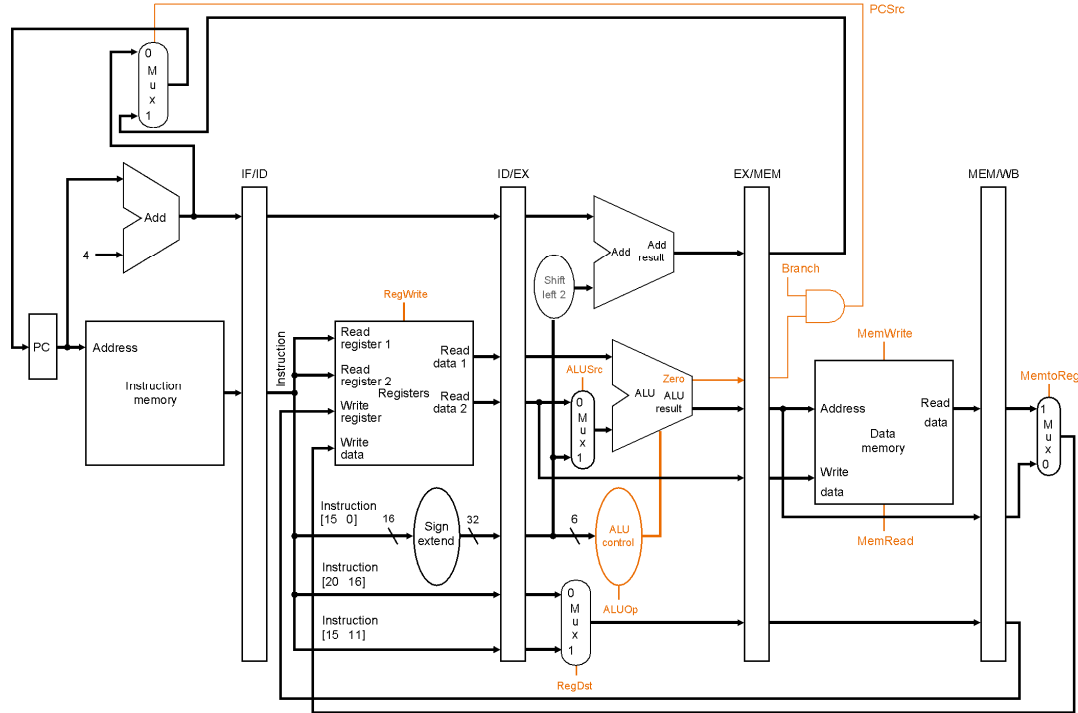 PCSrc
0
M
u
x
1
IF/ID
ID/EX
EX/MEM
MEM/WB
Add
4
Add
Add
result
Shift
left 2
Branch
RegWrite
PC
Address
Instruction
memory
Instruction
Read
register 1
Read
register 2
Write
register
Write
data
Registers
Read
data 1
Read
data 2
ALUSrc
0
M
u
x
1
Zero
ALU
ALU
result
MemWrite
Address
Read
data
Data
memory
Write
data
MemRead
MemtoReg
1
M
u
x
0
Instruction
[15 0]
16
Sign
extend
32
6
ALU
control
ALUOp
Instruction
[20 16]
Instruction
[15 11]
0
M
u
x
1
RegDst